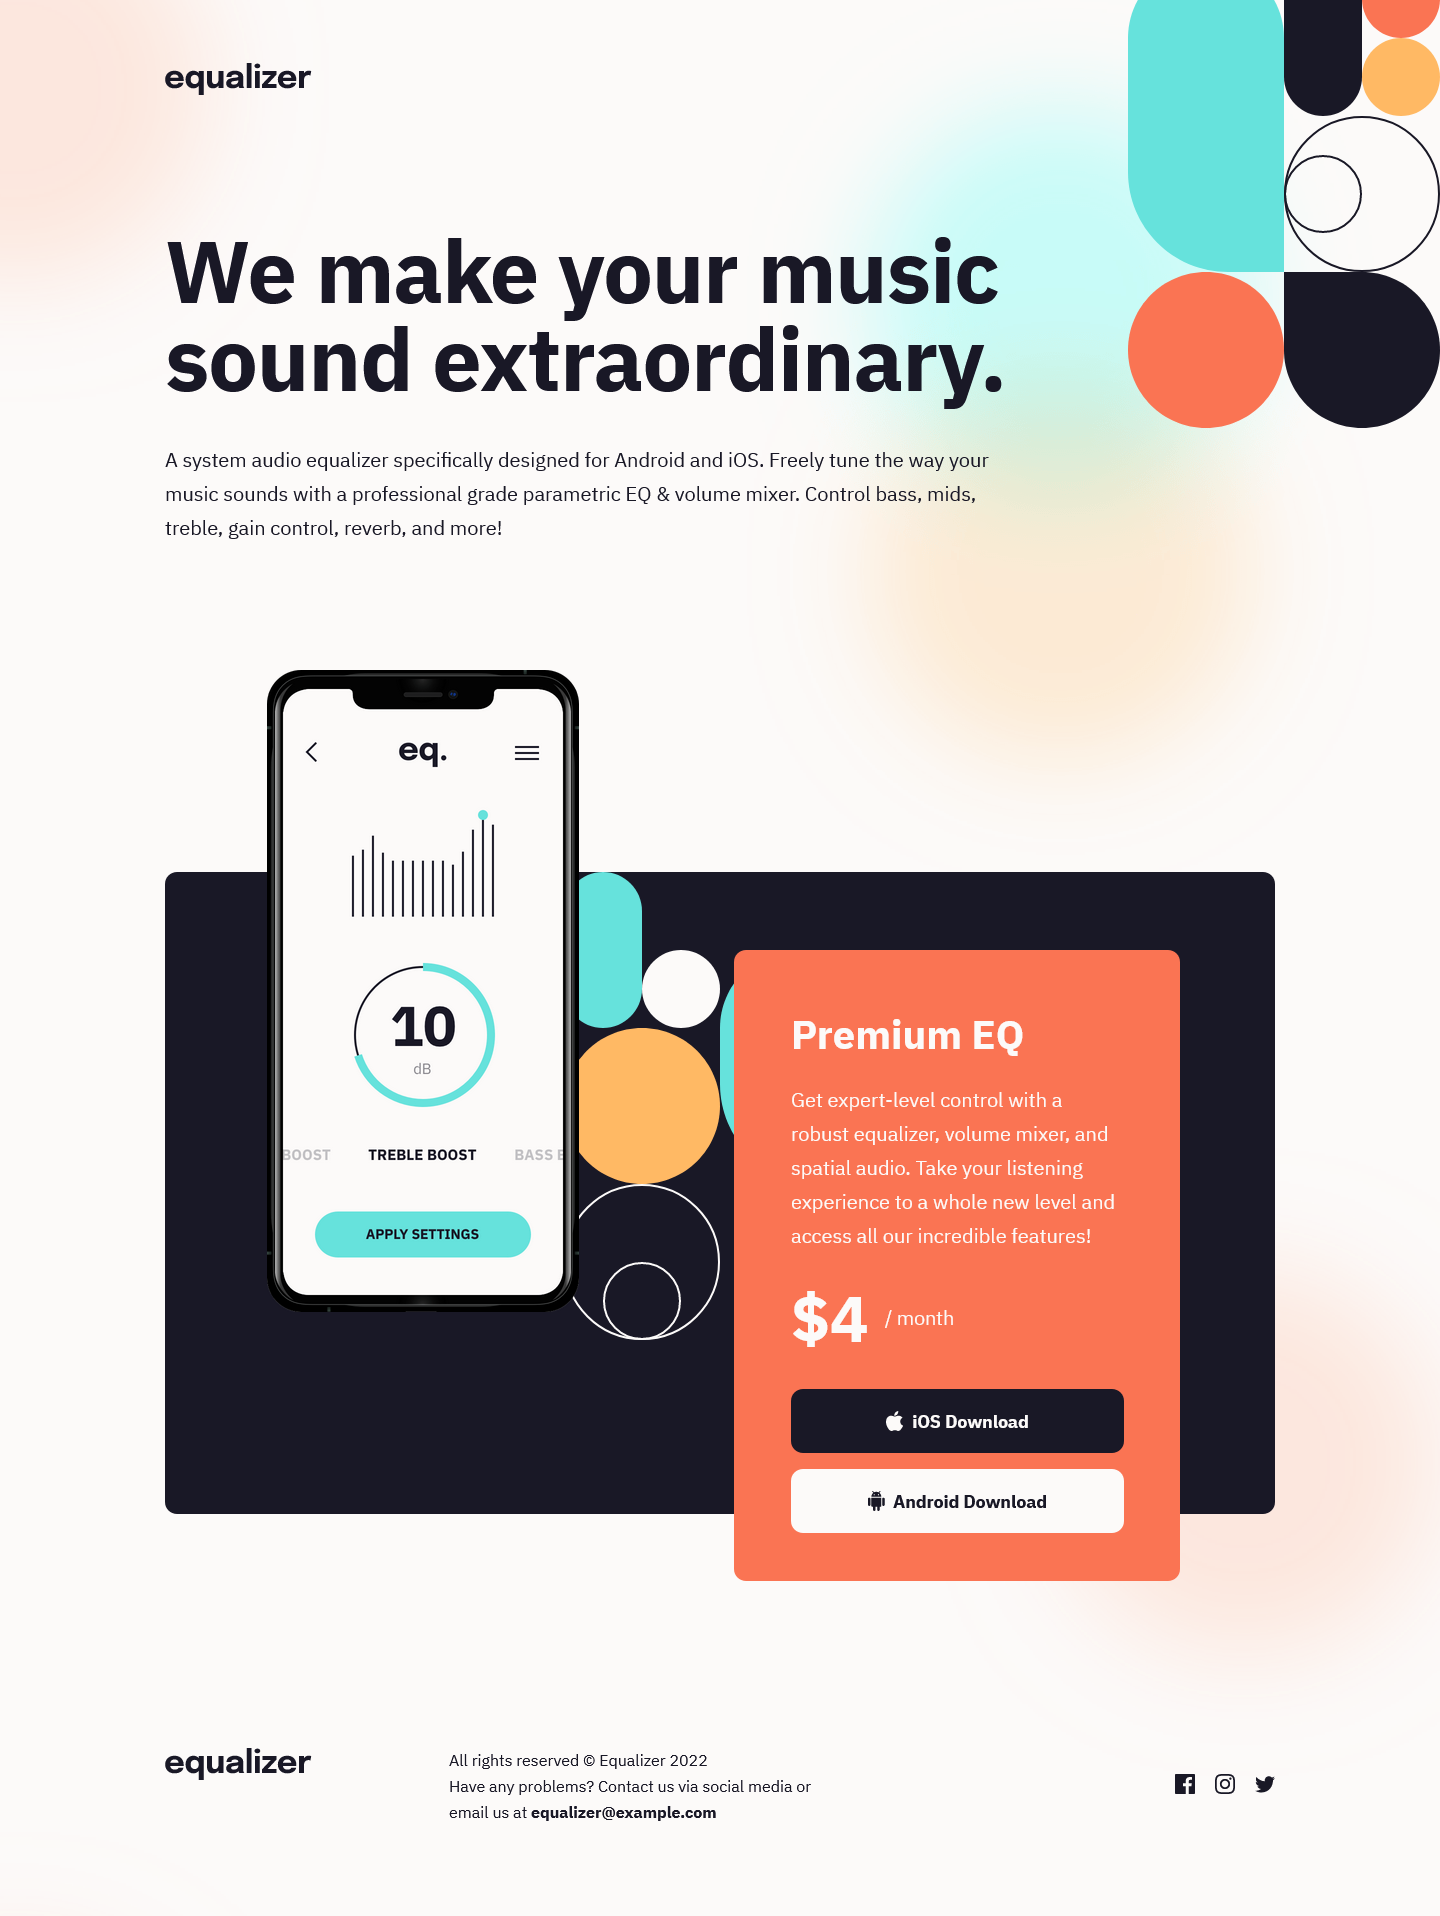 equalizer
We make your music
sound extraordinary.
A system audio equalizer specifically designed for Android and iOS. Freely tune the way your
music sounds with a professional grade parametric EQ & volume mixer. Control bass, mids,
treble, gain control, reverb, and more!
eq.
10
dB
BOOST TREBLE BOOST BASS B
APPLY SETTINGS
Premium EQ
Get expert-level control with a
robust equalizer, volume mixer, and
spatial audio. Take your listening
experience to a whole new level and
access all our incredible features!
$4 / month
iOS Download
Android Download
equalizer
All rights reserved © Equalizer 2022
Have any problems? Contact us via social media or
email us at equalizer@example.com